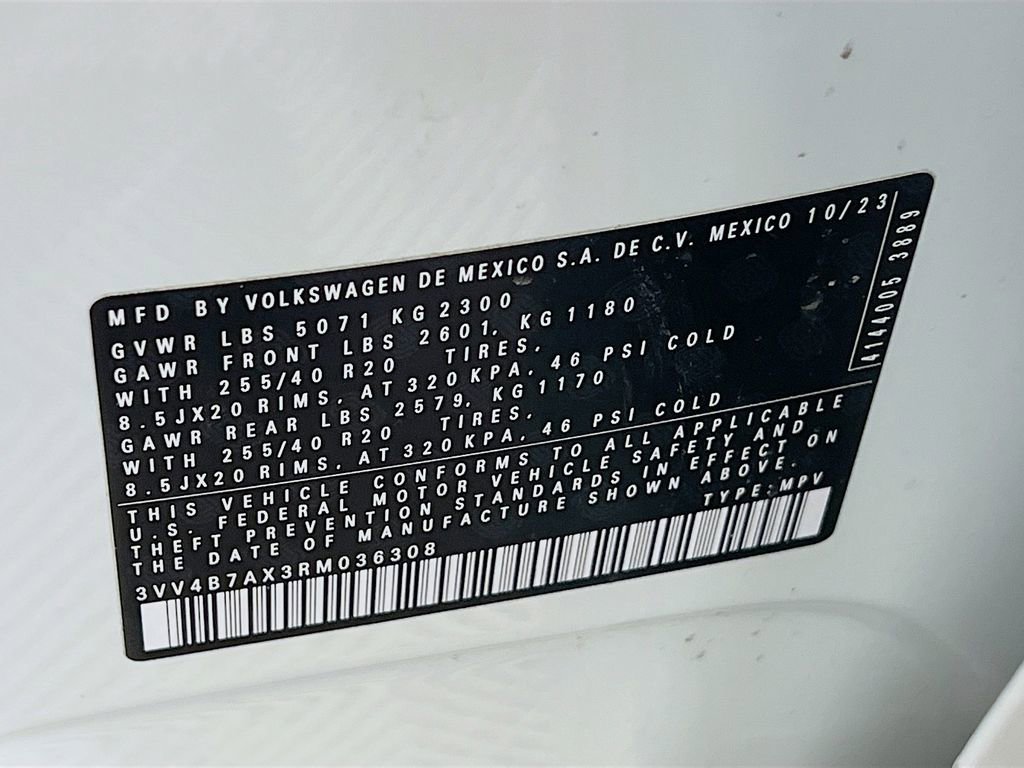 MFD BY VOLKSWAGEN DE MEXICO S.A. DE C.V. MEXICO 10/23
GVWR LBS 5071 KG 2300
GAWR FRONT LBS 2601, KG 1180
WITH 255/40 R20 TIRES,
8.5JX20 RIMS, AT 320 KPA, 46 PSI COLD
GAWR REAR LBS 2579, KG 1170
WITH 255/40 R20 TIRES,
8.5JX20 RIMS, AT 320 KPA, 46 PSI COLD
4144005 3889
THIS VEHICLE CONFORMS TO ALL APPLICABLE
U.S. FEDERAL MOTOR VEHICLE SAFETY AND
THEFT PREVENTION STANDARDS IN EFFECT ON
THE DATE OF MANUFACTURE SHOWN ABOVE.
3VV4B7AX3RM036308 TYPE: MPV